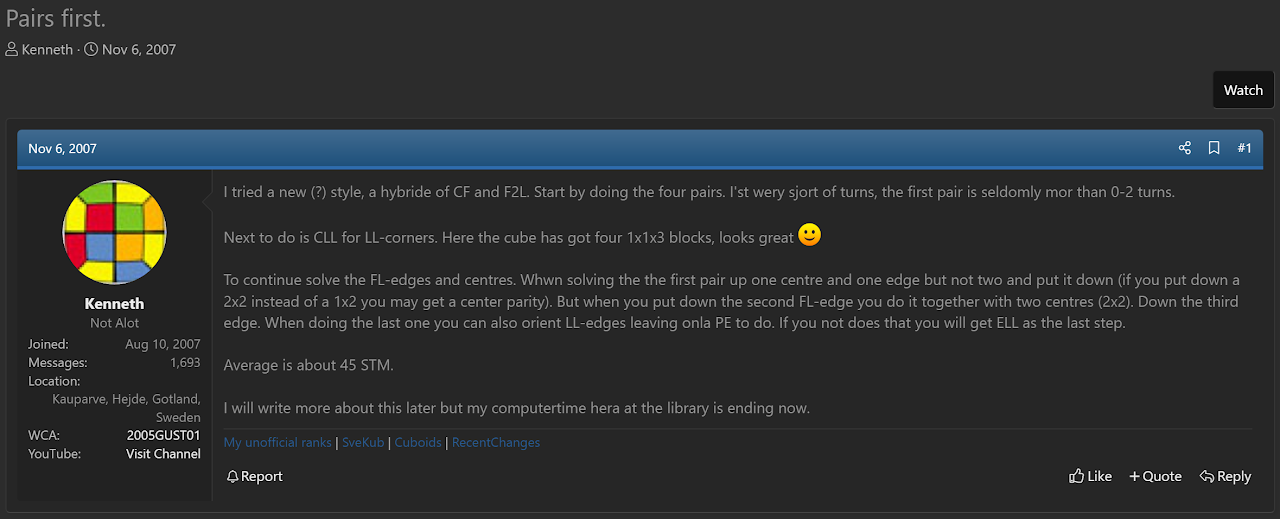 Pairs first.
Kenneth · Nov 6, 2007
Watch
Nov 6, 2007
#1
I tried a new (?) style, a hybride of CF and F2L. Start by doing the four pairs. I'st wery sjort of turns, the first pair is seldomly mor than 0-2 turns.
Next to do is CLL for LL-corners. Here the cube has got four 1x1x3 blocks, looks great
To continue solve the FL-edges and centres. Whwn solving the the first pair up one centre and one edge but not two and put it down (if you put down a
2x2 instead of a 1x2 you may get a center parity). But when you put down the second FL-edge you do it together with two centres (2x2). Down the third
edge. When doing the last one you can also orient LL-edges leaving onla PE to do. If you not does that you will get ELL as the last step.
Average is about 45 STM.
I will write more about this later but my computertime hera at the library is ending now.
Kenneth
Not Alot
Joined: Aug 10, 2007
Messages: 1,693
Location:
Kauparve, Hejde, Gotland,
Sweden
WCA: 2005GUST01
YouTube: Visit Channel
My unofficial ranks | SveKub | Cuboids | RecentChanges
Report
Like + Quote Reply